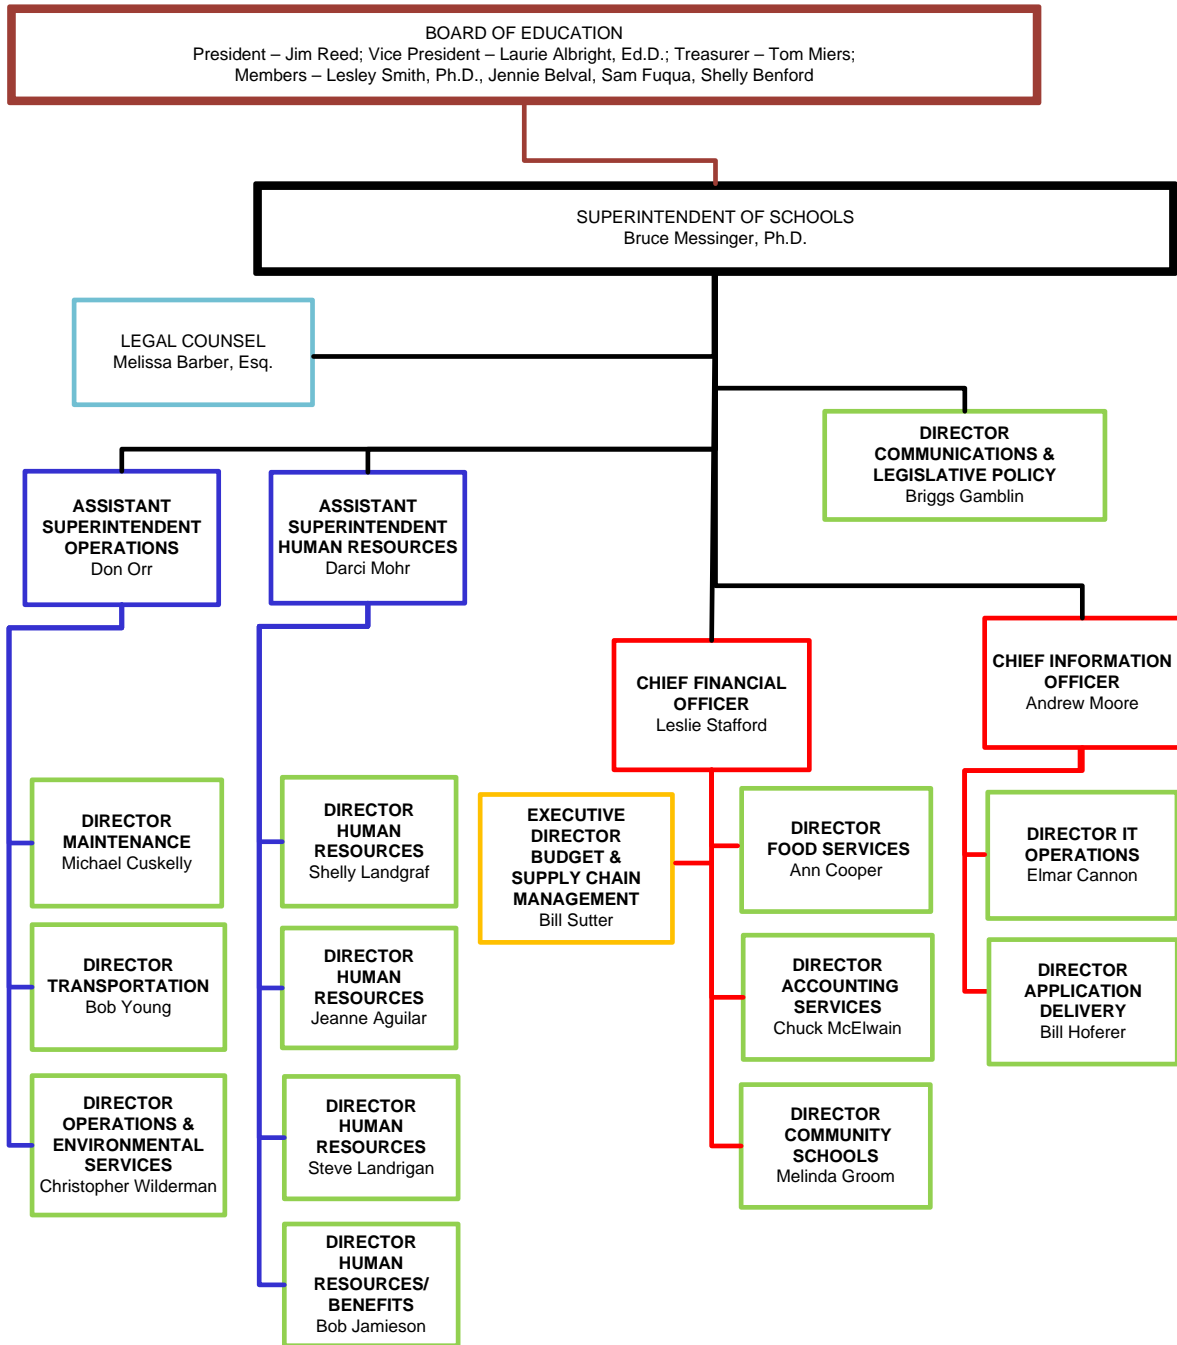 BOARD OF EDUCATION
President – Jim Reed; Vice President – Laurie Albright, Ed.D.; Treasurer – Tom Miers;
Members – Lesley Smith, Ph.D., Jennie Belval, Sam Fuqua, Shelly Benford
SUPERINTENDENT OF SCHOOLS
Bruce Messinger, Ph.D.
LEGAL COUNSEL
Melissa Barber, Esq.
DIRECTOR
COMMUNICATIONS &
LEGISLATIVE POLICY
Briggs Gamblin
ASSISTANT
SUPERINTENDENT
OPERATIONS
Don Orr
ASSISTANT
SUPERINTENDENT
HUMAN RESOURCES
Darci Mohr
CHIEF FINANCIAL
OFFICER
Leslie Stafford
CHIEF INFORMATION
OFFICER
Andrew Moore
DIRECTOR
MAINTENANCE
Michael Cuskelly
DIRECTOR
TRANSPORTATION
Bob Young
DIRECTOR
OPERATIONS &
ENVIRONMENTAL
SERVICES
Christopher Wilderman
DIRECTOR
HUMAN
RESOURCES
Shelly Landgraf
DIRECTOR
HUMAN
RESOURCES
Jeanne Aguilar
DIRECTOR
HUMAN
RESOURCES
Steve Landrigan
DIRECTOR
HUMAN
RESOURCES/
BENEFITS
Bob Jamieson
EXECUTIVE
DIRECTOR
BUDGET &
SUPPLY CHAIN
MANAGEMENT
Bill Sutter
DIRECTOR
FOOD SERVICES
Ann Cooper
DIRECTOR
ACCOUNTING
SERVICES
Chuck McElwain
DIRECTOR
COMMUNITY
SCHOOLS
Melinda Groom
DIRECTOR IT
OPERATIONS
Elmar Cannon
DIRECTOR
APPLICATION
DELIVERY
Bill Hoferer